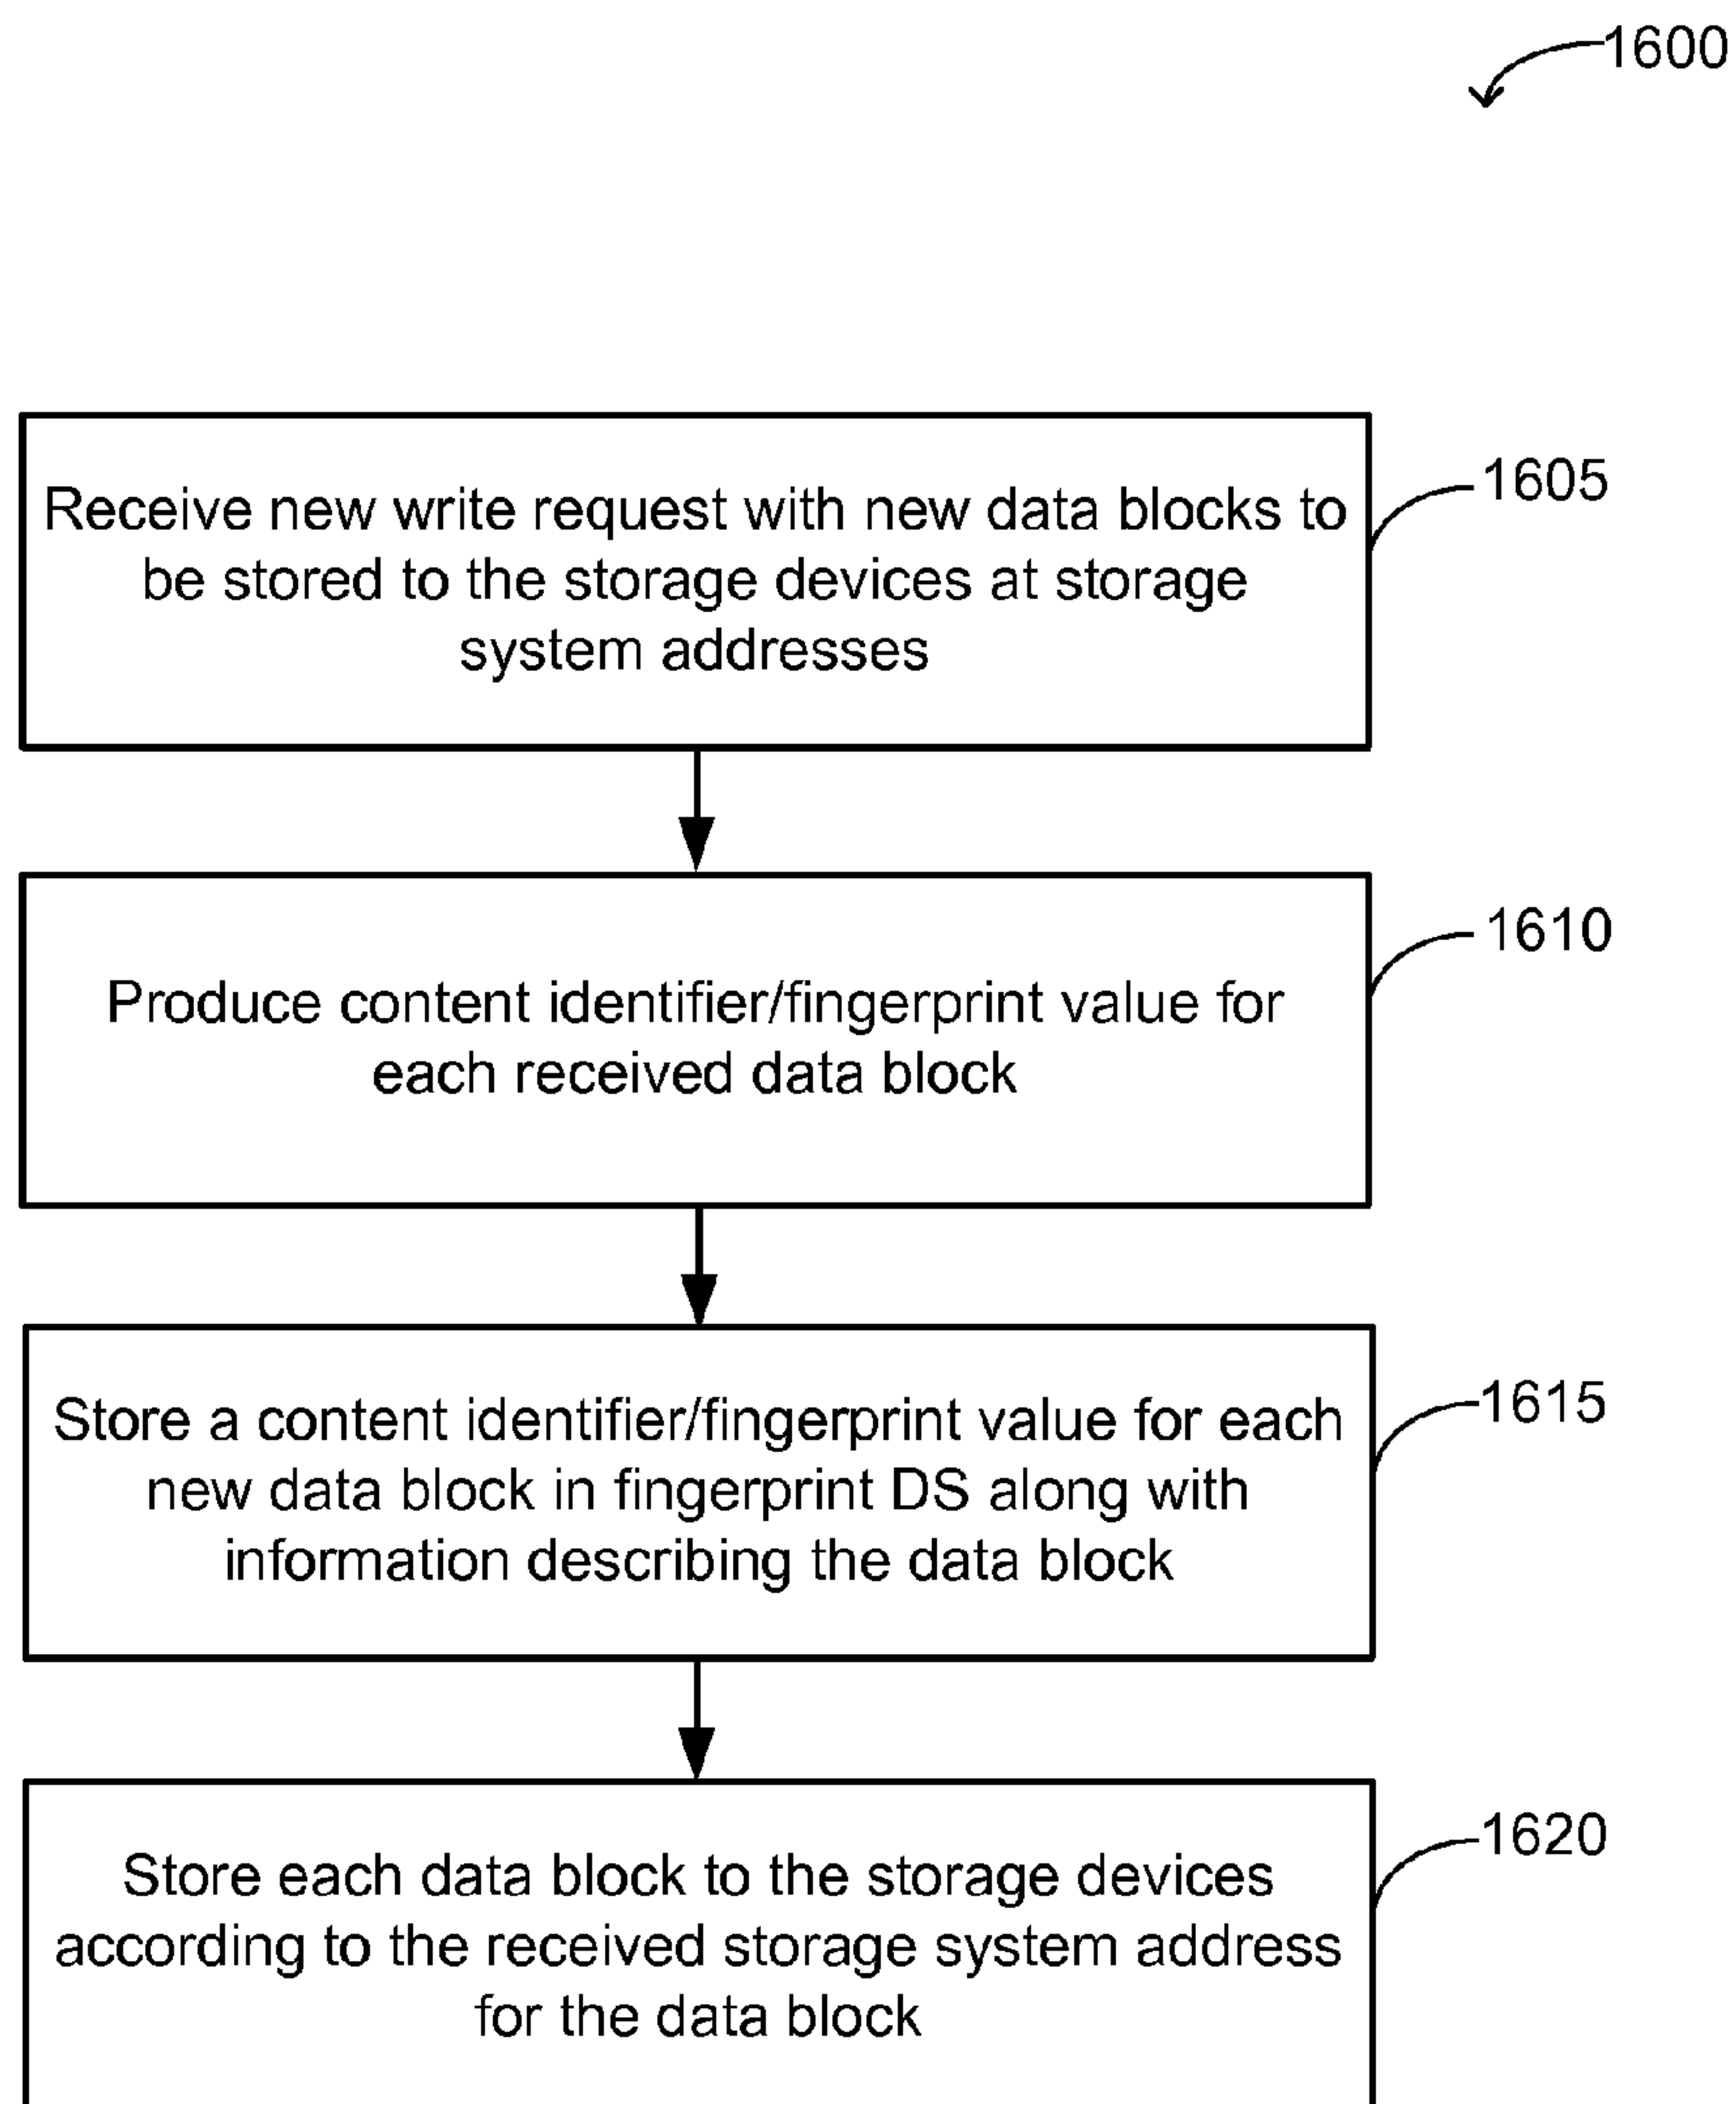 1600
Receive new write request with new data blocks to
be stored to the storage devices at storage
system addresses
1605
Produce content identifier/fingerprint value for
each received data block
1610
Store a content identifier/fingerprint value for each
new data block in fingerprint DS along with
information describing the data block
1615
Store each data block to the storage devices
according to the received storage system address
for the data block
1620